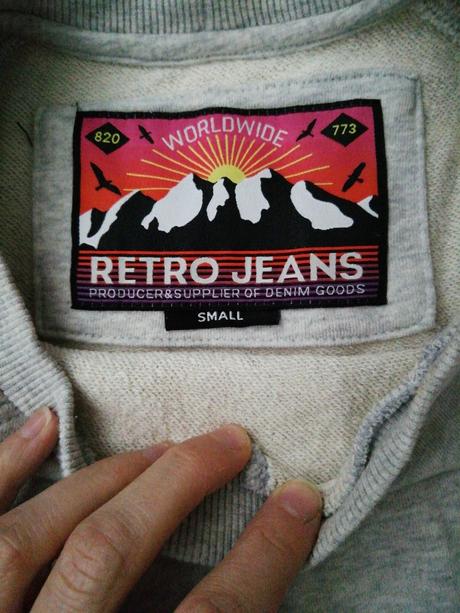 820
WORLDWIDE
773
RETRO JEANS
PRODUCER&SUPPLIER OF DENIM GOODS
SMALL